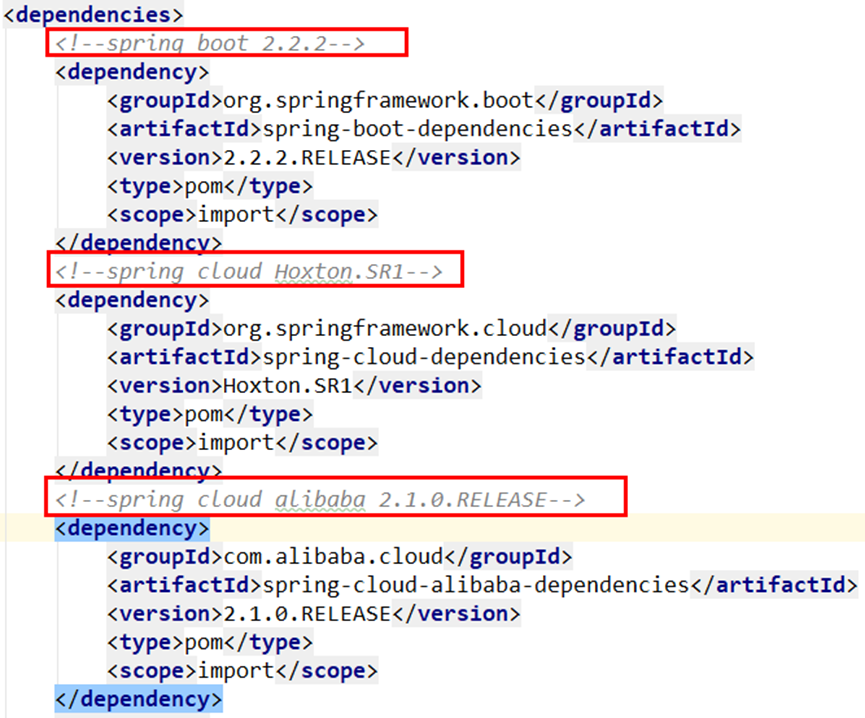 <dependencies>
<!--spring boot 2.2.2-->
<dependency>
<groupId>org.springframework.boot</groupId>
<artifactId>spring-boot-dependencies</artifactId>
<version>2.2.2.RELEASE</version>
<type>pom</type>
<scope>import</scope>
</dependency>
<!--spring cloud Hoxton.SR1-->
<dependency>
<groupId>org.springframework.cloud</groupId>
<artifactId>spring-cloud-dependencies</artifactId>
<version>Hoxton.SR1</version>
<type>pom</type>
<scope>import</scope>
</dependency>
<!--spring cloud alibaba 2.1.0.RELEASE-->
<dependency>
<groupId>com.alibaba.cloud</groupId>
<artifactId>spring-cloud-alibaba-dependencies</artifactId>
<version>2.1.0.RELEASE</version>
<type>pom</type>
<scope>import</scope>
</dependency>